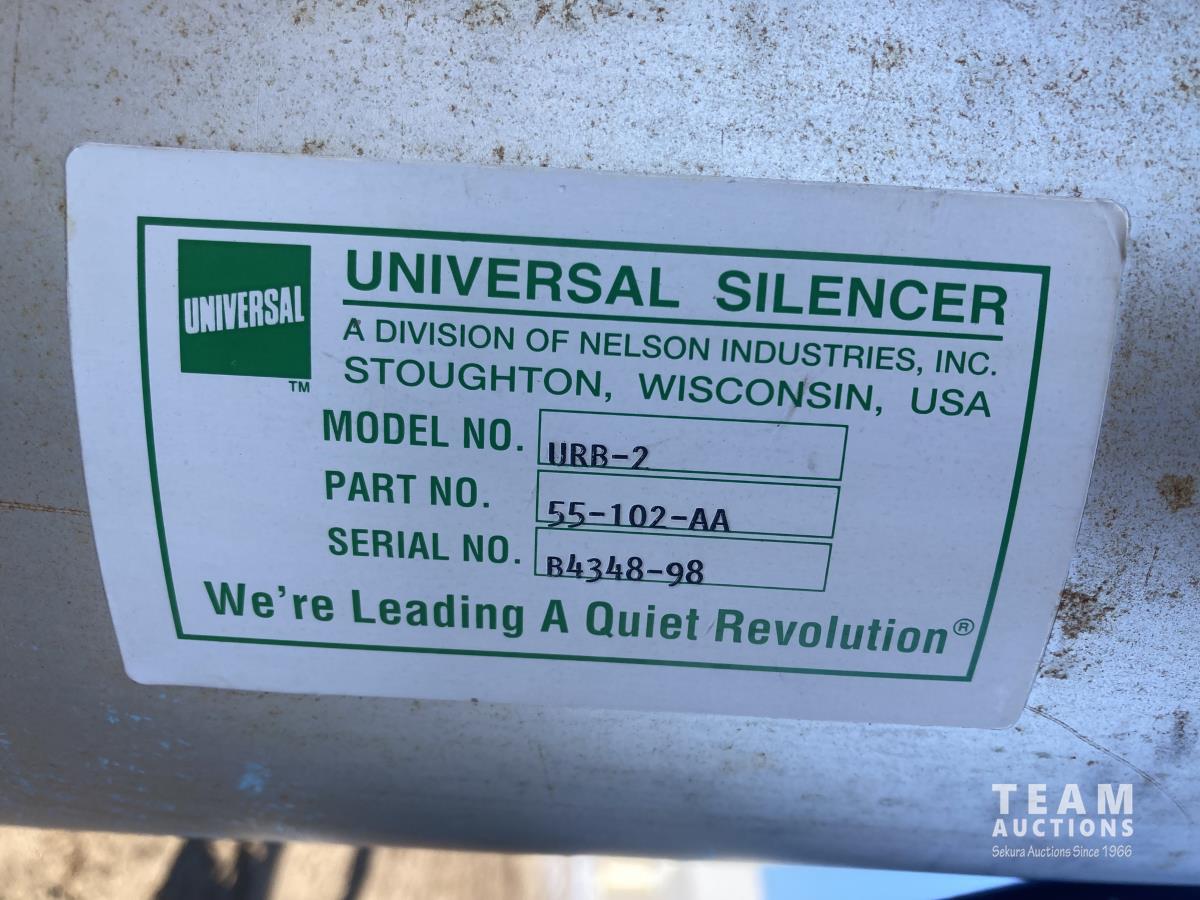 UNIVERSAL
TM
UNIVERSAL SILENCER
A DIVISION OF NELSON INDUSTRIES, INC.
STOUGHTON, WISCONSIN, USA
MODEL NO. URB-2
PART NO. 55-102-AA
SERIAL NO. B4348-98
We're Leading A Quiet Revolution®
TEAM
AUCTIONS
Sekura Auctions Since 1966